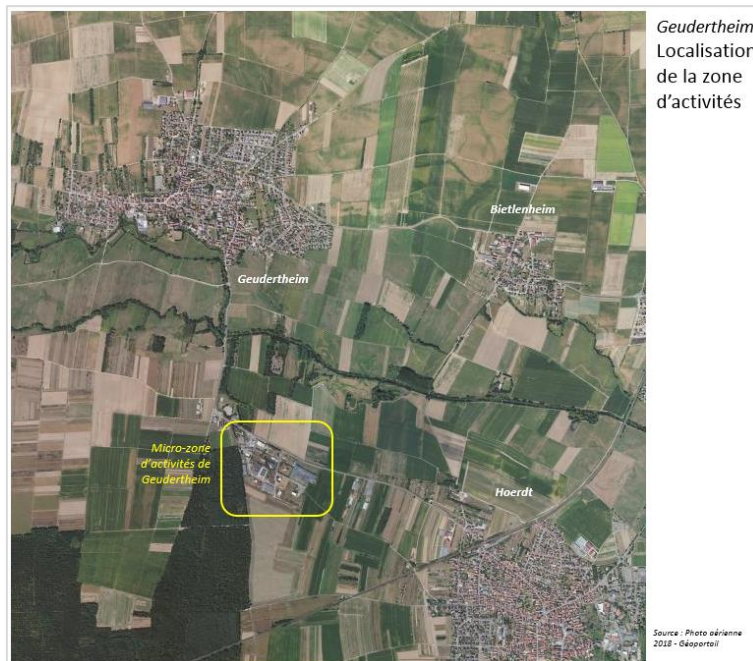 Geudertheim
Localisation
de la zone
d'activités
Bietlenheim
Geudertheim
Micro-zone
d'activités de
Geudertheim
Hoerdt
Source : Photo aérienne
2018 - Géoportail